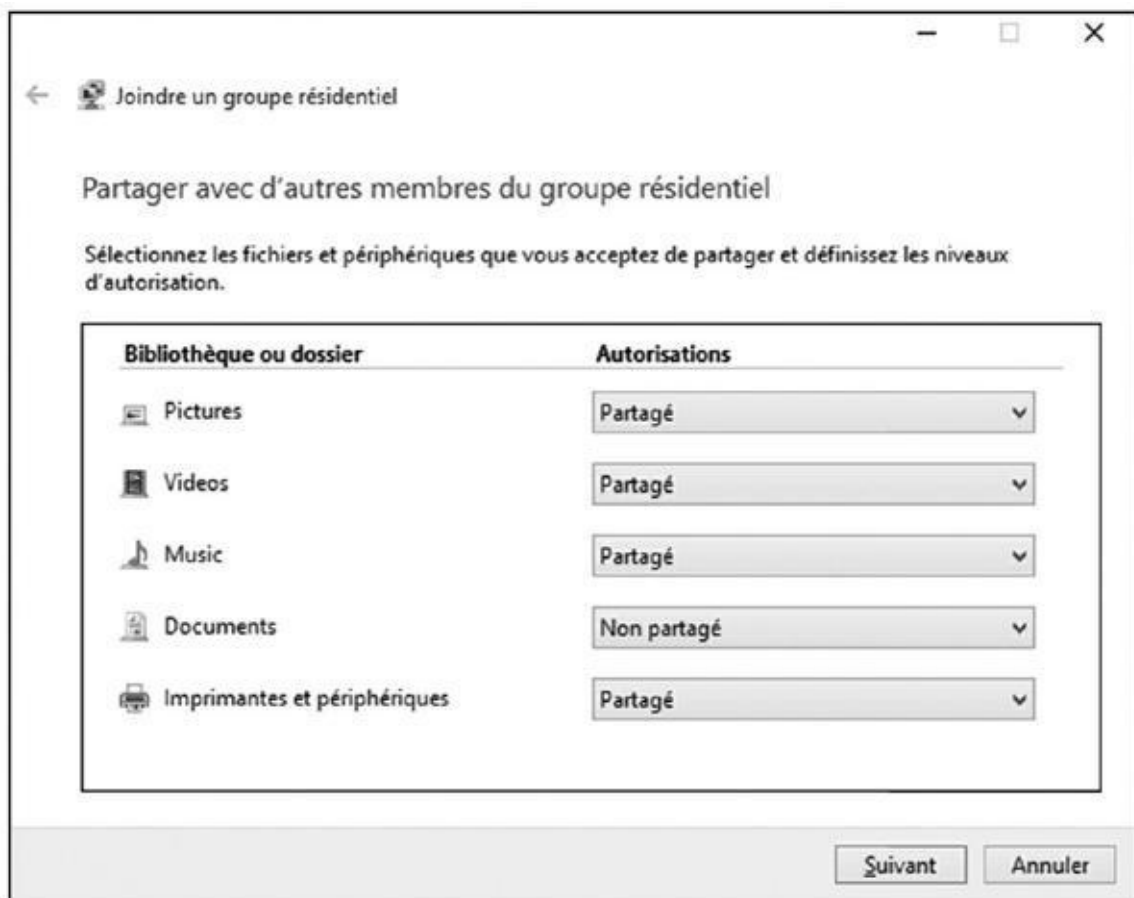 Joindre un groupe résidentiel
Partager avec d'autres membres du groupe résidentiel
Sélectionnez les fichiers et périphériques que vous acceptez de partager et définissez les niveaux
d'autorisation.
Bibliothèque ou dossier Autorisations
Pictures Partagé
Videos Partagé
Music Partagé
Documents Non partagé
Imprimantes et périphériques Partagé
Suivant Annuler